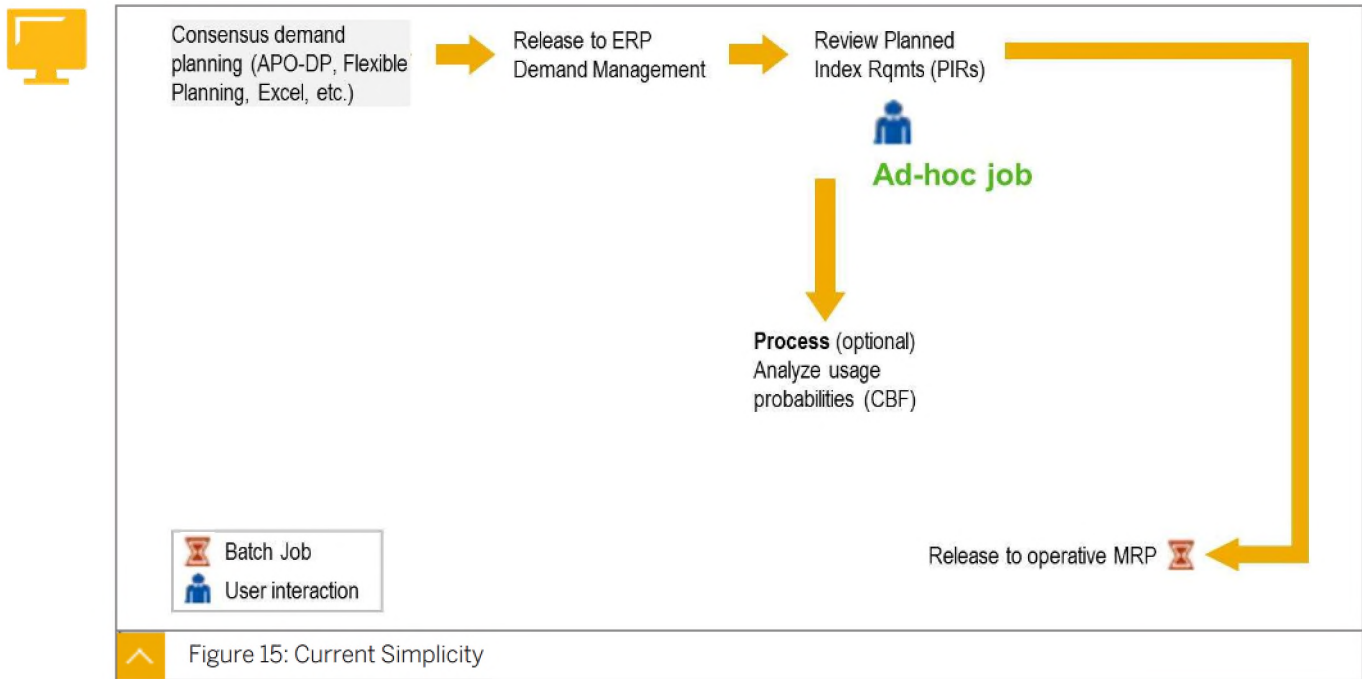 Consensus demand
planning (APO-DP, Flexible
Planning, Excel, etc.)
Release to ERP
Demand Management
Review Planned
Index Rqmts (PIRs)
Ad-hoc job
Process (optional)
Analyze usage
probabilities (CBF)
Batch Job
User interaction
Release to operative MRP
Figure 15: Current Simplicity